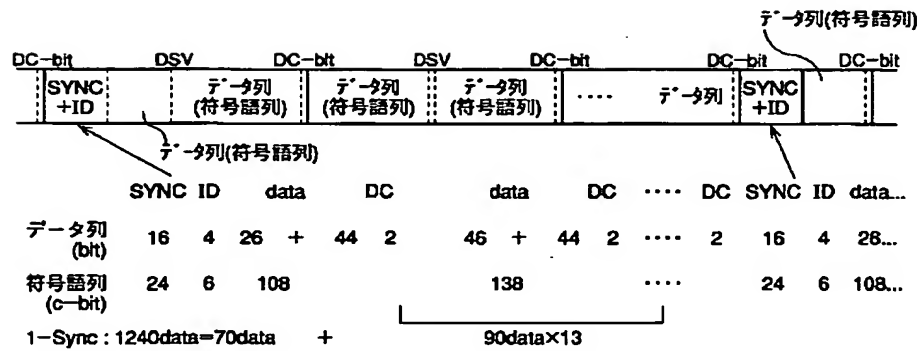 データ列(符号語列)
DC-bit DSV DC-bit DSV DC-bit DC-bit DC-bit
SYNC +ID データ列 (符号語列) データ列 (符号語列) データ列 (符号語列) ‥‥ データ列 SYNC +ID
データ列(符号語列)
SYNC ID data DC data DC ‥‥ DC SYNC ID data...
データ列 (bit) 16 4 26 + 44 2 46 + 44 2 ‥‥ 2 16 4 26...
符号語列 (c-bit) 24 6 108 138 ‥‥ 24 6 108...
1-Sync : 1240data=70data + 90data×13